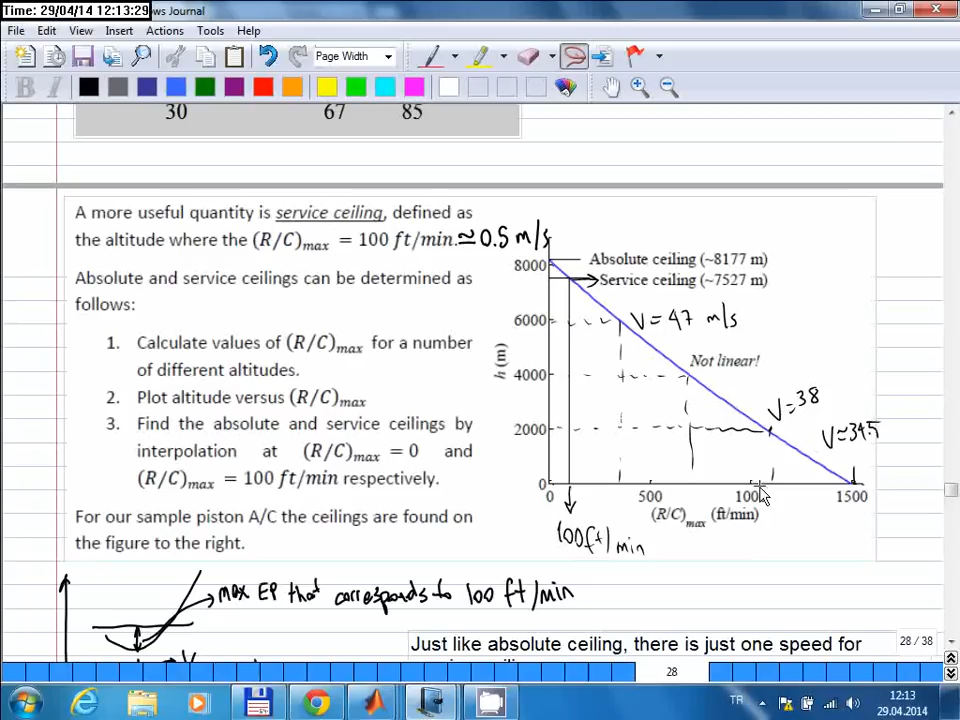 Time: 29/04/14 12:13:29
ows Journal
File Edit View Insert Actions Tools Help
Page Width
B I
30 67 85
A more useful quantity is service ceiling, defined as
the altitude where the (R/C)max = 100 ft/min. ≃ 0.5 m/s
Absolute and service ceilings can be determined as
follows:
1. Calculate values of (R/C)max for a number
of different altitudes.
2. Plot altitude versus (R/C)max
3. Find the absolute and service ceilings by
interpolation at (R/C)max = 0 and
(R/C)max = 100 ft/min respectively.
For our sample piston A/C the ceilings are found on
the figure to the right.
Absolute ceiling (~8177 m)
Service ceiling (~7527 m)
8000
6000
4000
2000
0
h (m)
V = 47 m/s
Not linear!
V = 38
V ≃ 34.5
0 500 1000 1500
(R/C)max (ft/min)
100 ft/min
max EP that corresponds to 100 ft/min
Just like absolute ceiling, there is just one speed for
28 / 38
28
TR
12:13
29.04.2014